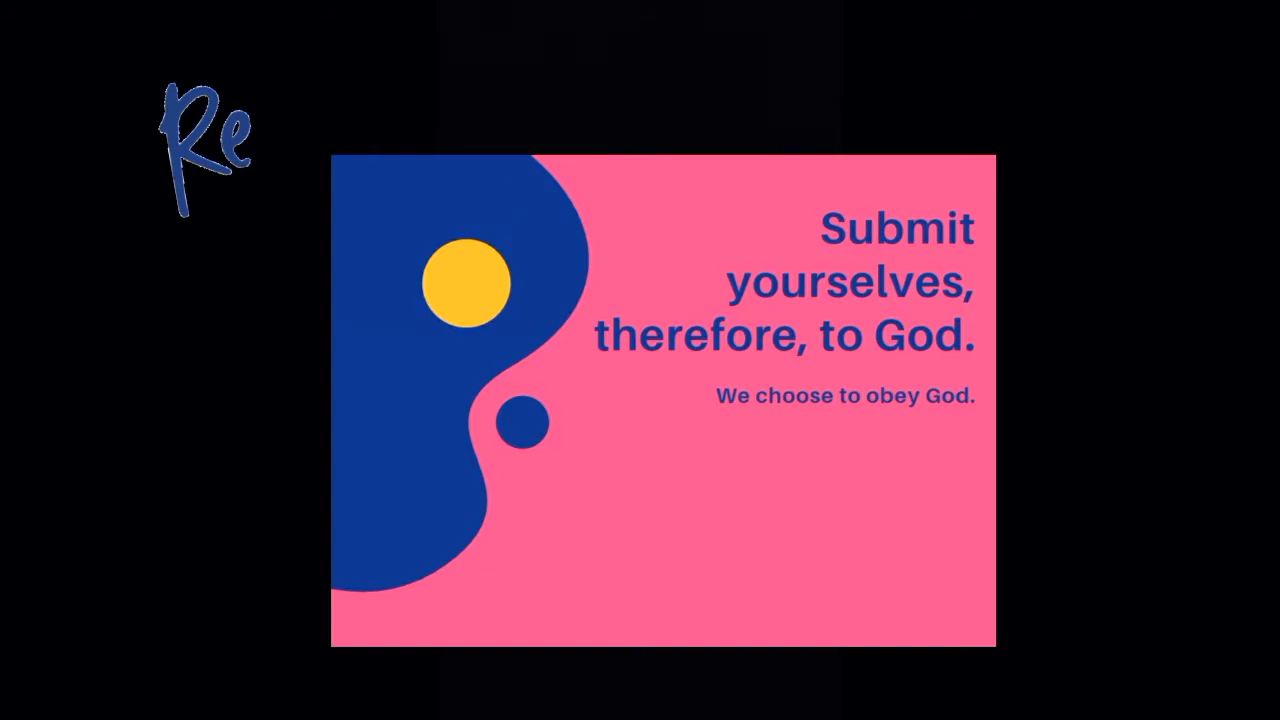 Re
Submit
yourselves,
therefore, to God.
We choose to obey God.